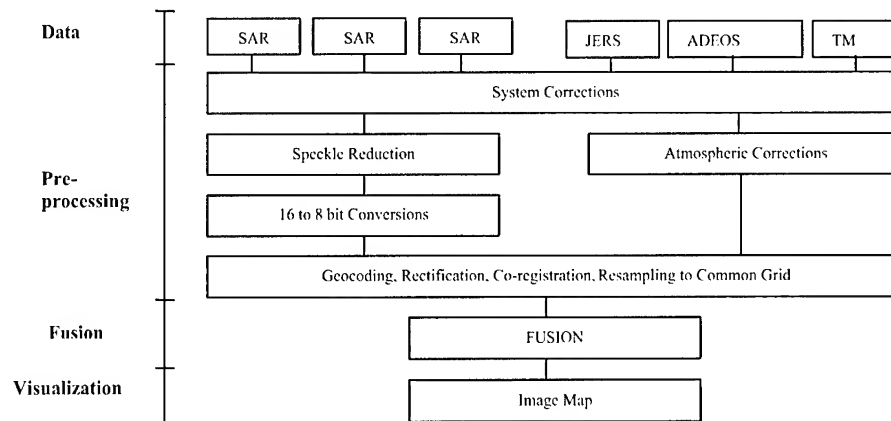 Data
SAR SAR SAR JERS ADEOS TM
System Corrections
Speckle Reduction Atmospheric Corrections
Pre-
processing
16 to 8 bit Conversions
Geocoding, Rectification, Co-registration, Resampling to Common Grid
Fusion
FUSION
Visualization
Image Map